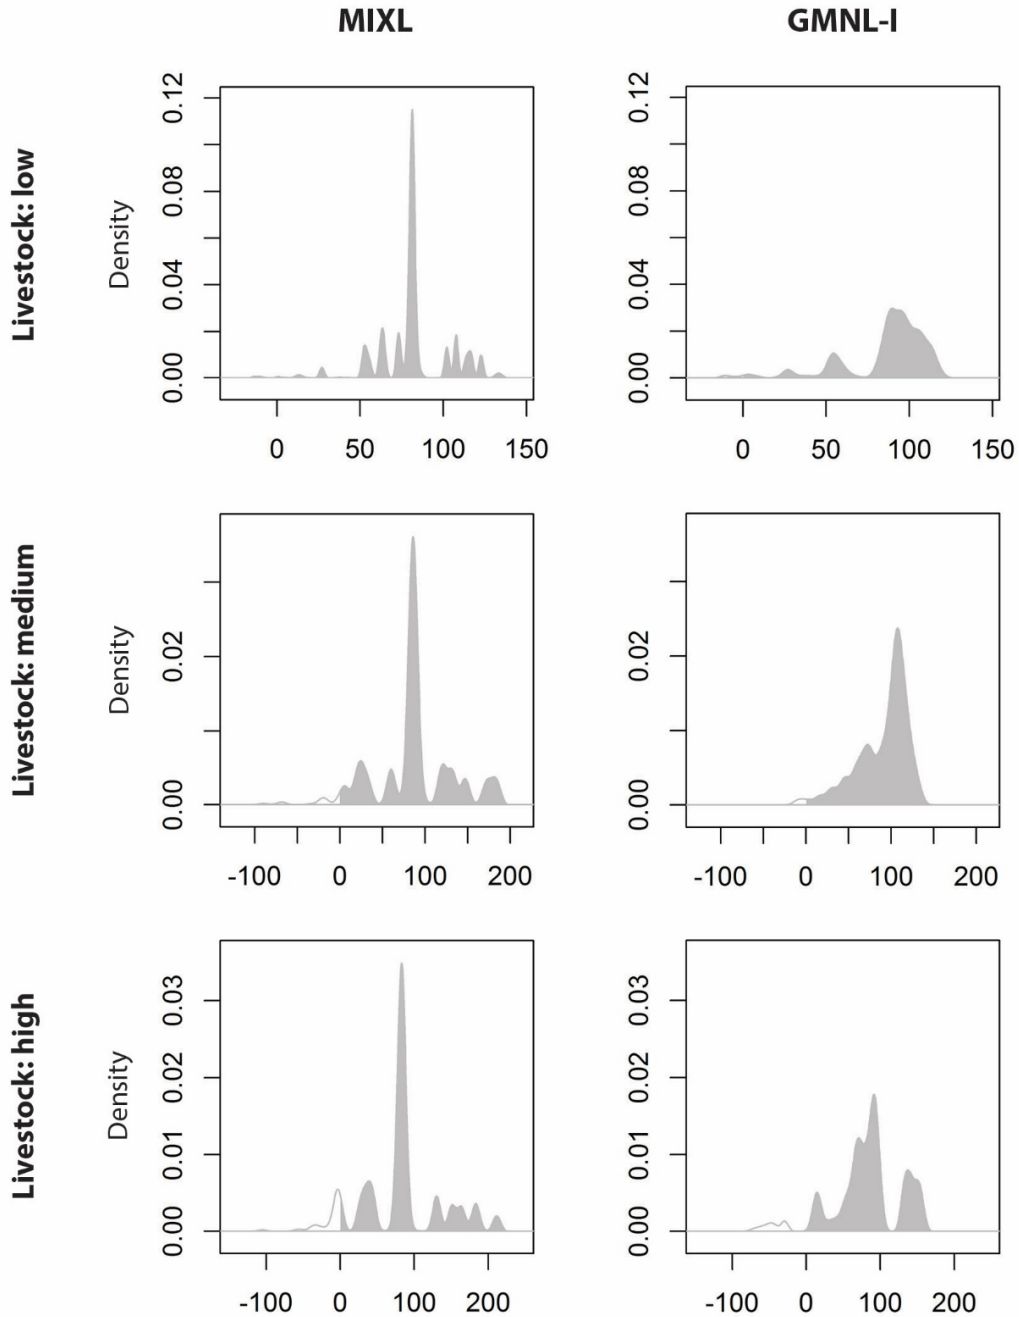 MIXL
GMNL-I
Livestock: low
Density
0.00 0.04 0.08 0.12
0 50 100 150
0.00 0.04 0.08 0.12
0 50 100 150
Livestock: medium
Density
0.00 0.02
-100 0 100 200
0.00 0.02
-100 0 100 200
Livestock: high
Density
0.00 0.01 0.02 0.03
-100 0 100 200
0.00 0.01 0.02 0.03
-100 0 100 200